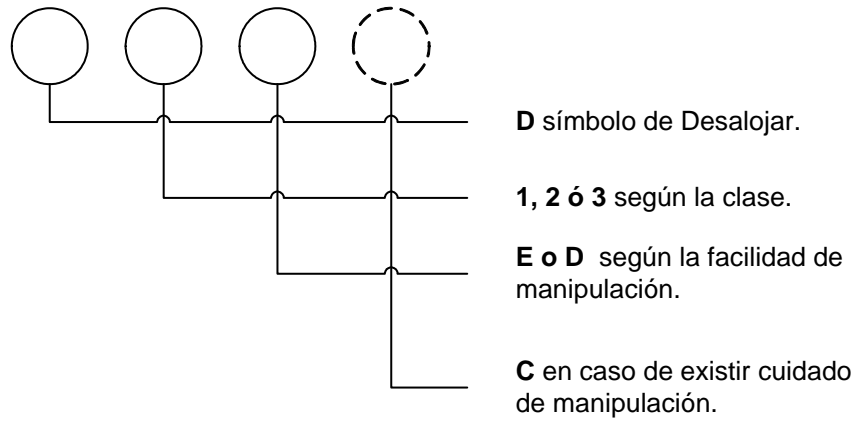 D símbolo de Desalojar.
1, 2 ó 3 según la clase.
E o D según la facilidad de
manipulación.
C en caso de existir cuidado
de manipulación.